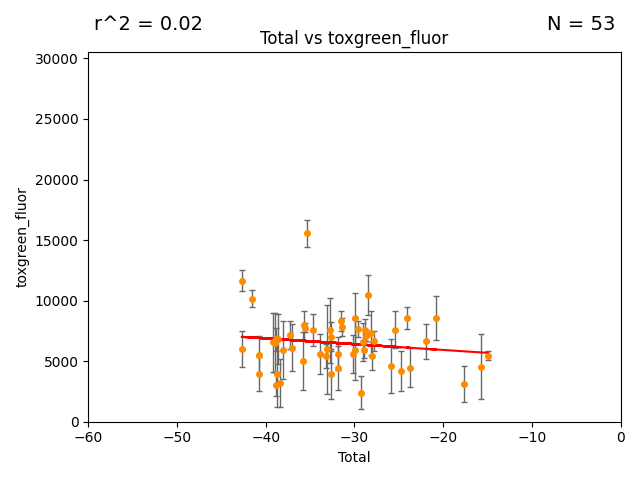 r^2 = 0.02
N = 53
Total vs toxgreen_fluor
30000
25000
20000
15000
10000
5000
0
toxgreen_fluor
−60
−50
−40
−30
−20
−10
0
Total